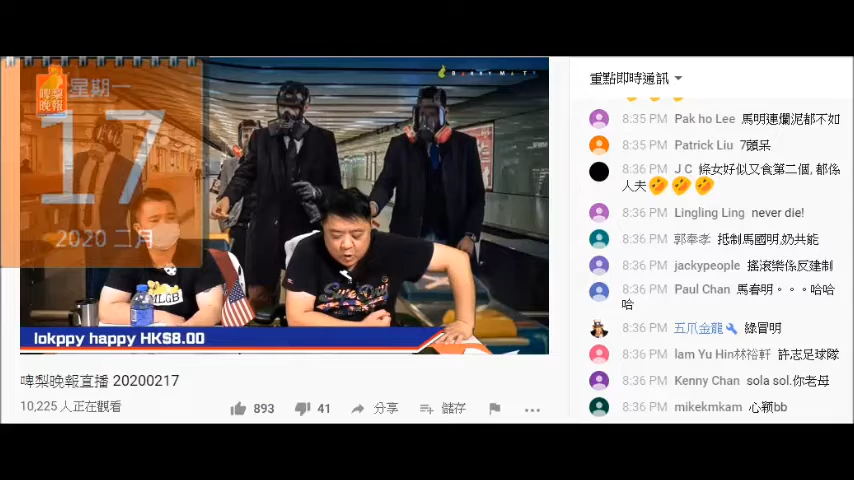 啤梨
晚報
星期一
17
2020 二月
MLGB
lokppy happy HK$8.00
啤梨晚報直播 20200217
10,225 人正在觀看
893
41
分享
儲存
重點即時通訊
8:35 PM Pak ho Lee 馬明連爛泥都不如
8:35 PM Patrick Liu 7頭呆
8:36 PM J C 條女好似又食第二個, 都係
人夫
8:36 PM Lingling Ling never die!
8:36 PM 郭奉孝 抵制馬國明,奶共能
8:36 PM jackypeople 搖滾樂係反建制
8:36 PM Paul Chan 馬春明。。。哈哈
哈
8:36 PM 五爪金龍 綠冒明
8:36 PM lam Yu Hin林裕軒 許志足球隊
8:36 PM Kenny Chan sola sol.你老母
8:36 PM mikekmkam 心颖bb